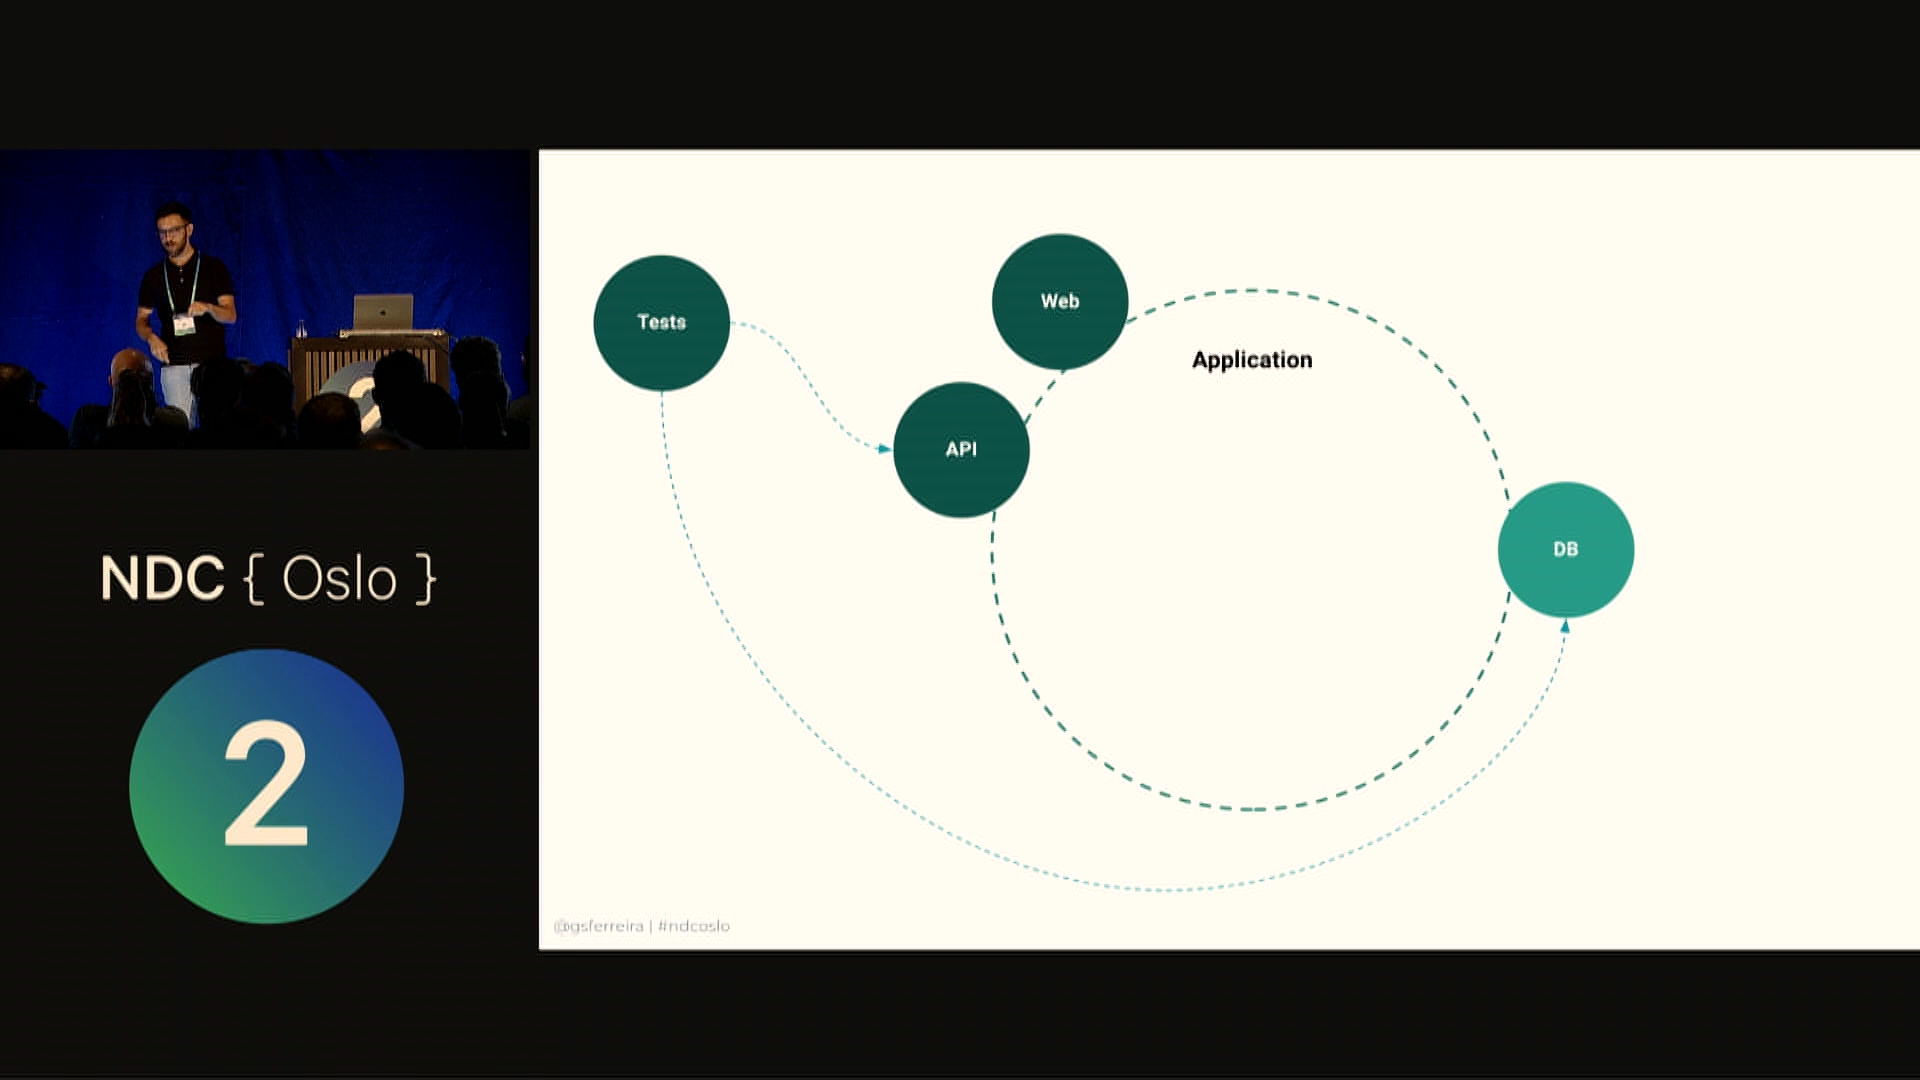 Tests
Web
Application
API
DB
NDC { Oslo }
2
@gsferreira | #ndcoslo